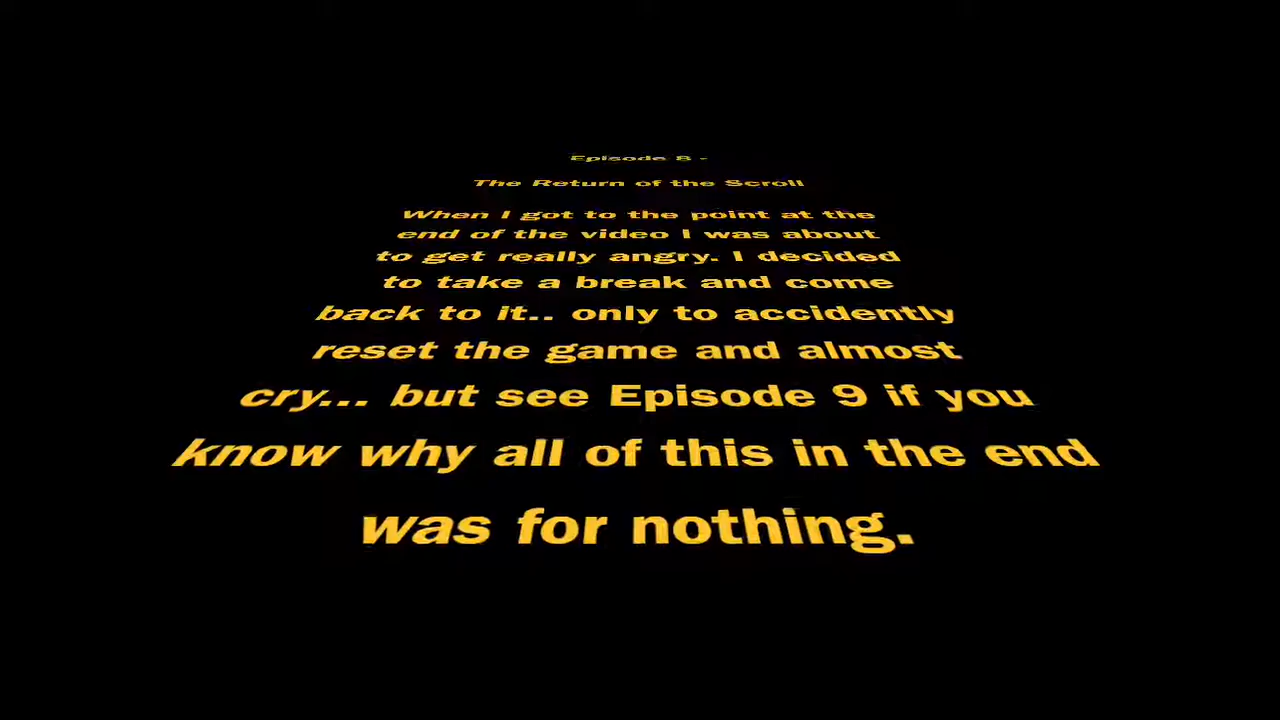 Episode 8 -
The Return of the Scroll
When I got to the point at the
end of the video I was about
to get really angry. I decided
to take a break and come
back to it.. only to accidently
reset the game and almost
cry... but see Episode 9 if you
know why all of this in the end
was for nothing.